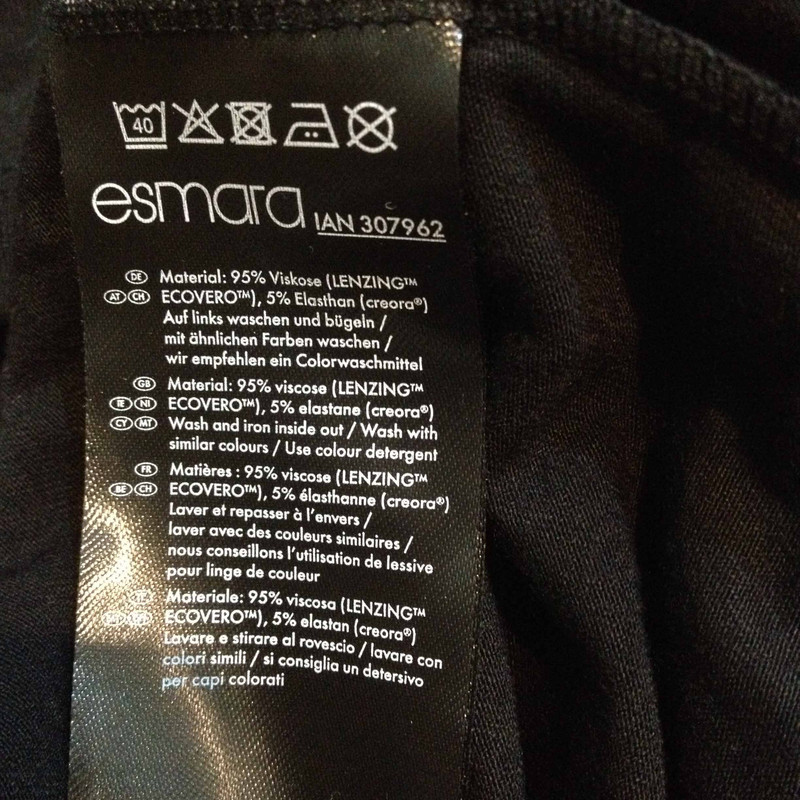 40
esmara IAN 307962
DE Material: 95% Viskose (LENZING™
AT CH ECOVERO™), 5% Elasthan (creora®)
Auf links waschen und bügeln /
mit ähnlichen Farben waschen /
wir empfehlen ein Colorwaschmittel
GB Material: 95% viscose (LENZING™
IE NI ECOVERO™), 5% elastane (creora®)
CY MT Wash and iron inside out / Wash with
similar colours / Use colour detergent
FR Matières : 95% viscose (LENZING™
BE CH ECOVERO™), 5% élasthanne (creora®)
Laver et repasser à l'envers /
laver avec des couleurs similaires /
nous conseillons l'utilisation de lessive
pour linge de couleur
Materiale: 95% viscosa (LENZING™
ECOVERO™), 5% elastan (creora®)
Lavare e stirare al rovescio / lavare con
colori simili / si consiglia un detersivo
per capi colorati